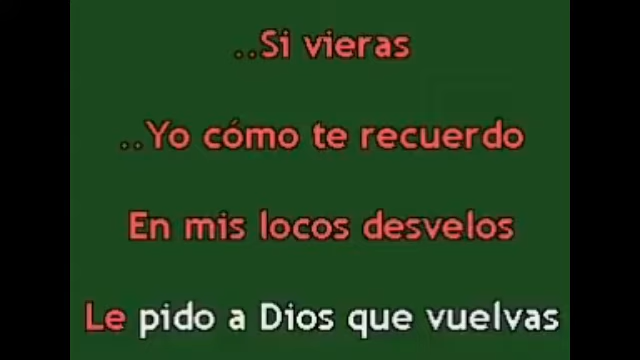 ..Si vieras
..Yo cómo te recuerdo
En mis locos desvelos
Le pido a Dios que vuelvas